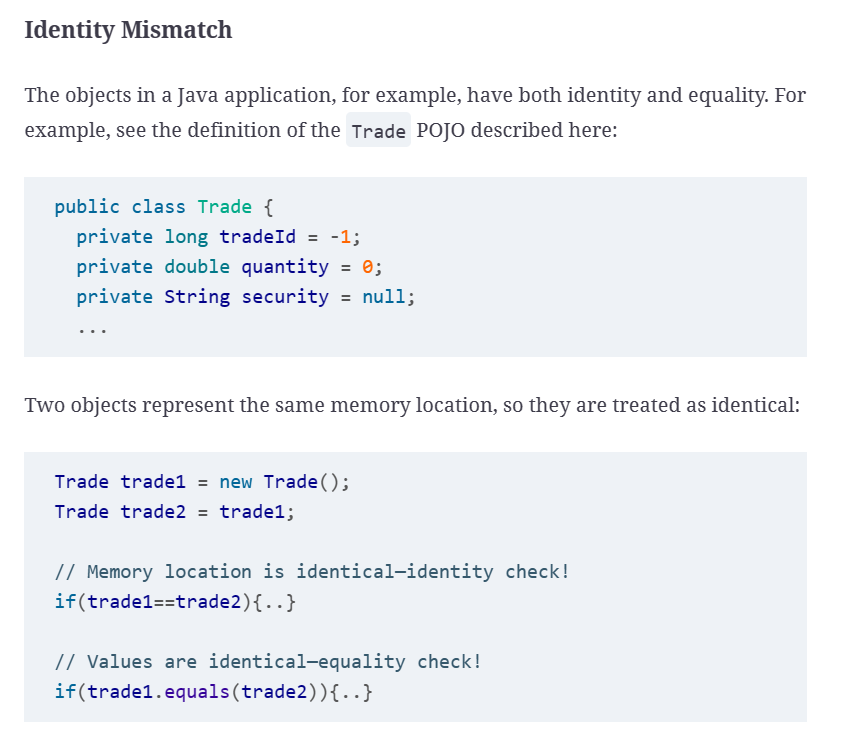 Identity Mismatch
The objects in a Java application, for example, have both identity and equality. For
example, see the definition of the Trade POJO described here:
public class Trade {
  private long tradeId = -1;
  private double quantity = 0;
  private String security = null;
  ...
Two objects represent the same memory location, so they are treated as identical:
Trade trade1 = new Trade();
Trade trade2 = trade1;
// Memory location is identical—identity check!
if(trade1==trade2){..}
// Values are identical—equality check!
if(trade1.equals(trade2)){..}